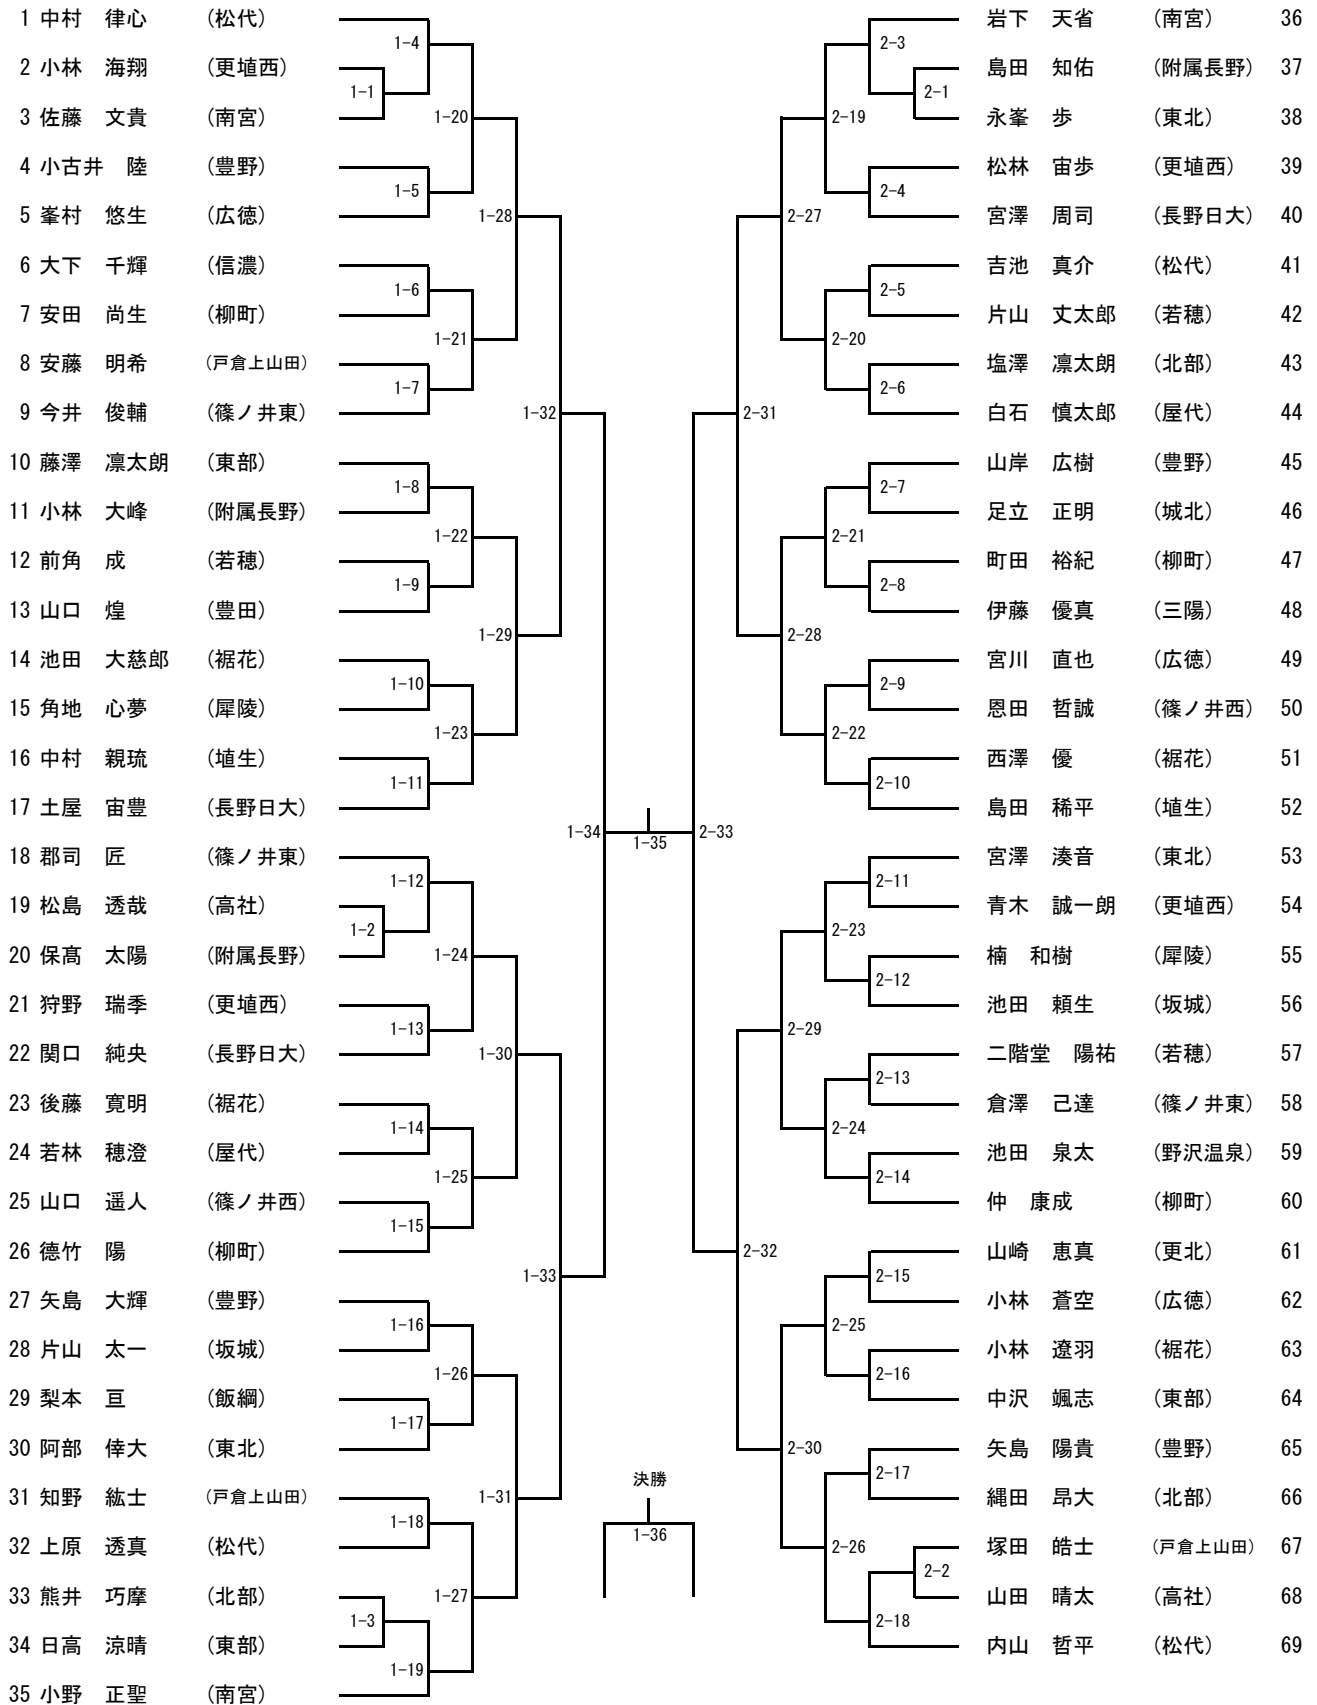 1 中村　律心　（松代）
1-4
2 小林　海翔　（更埴西）
1-1
3 佐藤　文貴　（南宮）
1-20
4 小古井　陸　（豊野）
1-5
5 峯村　悠生　（広徳）
1-28
6 大下　千輝　（信濃）
1-6
7 安田　尚生　（柳町）
1-21
8 安藤　明希　（戸倉上山田）
1-7
9 今井　俊輔　（篠ノ井東）
1-32
10 藤澤　凛太朗　（東部）
1-8
11 小林　大峰　（附属長野）
1-22
12 前角　成　（若穂）
1-9
13 山口　煌　（豊田）
1-29
14 池田　大慈郎　（裾花）
1-10
15 角地　心夢　（犀陵）
1-23
16 中村　親琉　（埴生）
1-11
17 土屋　宙豊　（長野日大）
1-34
18 郡司　匠　（篠ノ井東）
1-12
19 松島　透哉　（高社）
1-2
20 保髙　太陽　（附属長野）
1-24
21 狩野　瑞季　（更埴西）
1-13
22 関口　純央　（長野日大）
1-30
23 後藤　寛明　（裾花）
1-14
24 若林　穂澄　（屋代）
1-25
25 山口　遥人　（篠ノ井西）
1-15
26 德竹　陽　（柳町）
1-33
27 矢島　大輝　（豊野）
1-16
28 片山　太一　（坂城）
1-26
29 梨本　亘　（飯綱）
1-17
30 阿部　倖大　（東北）
31 知野　紘士　（戸倉上山田）
1-31
1-18
32 上原　透真　（松代）
33 熊井　巧摩　（北部）
1-27
1-3
34 日高　涼晴　（東部）
1-19
35 小野　正聖　（南宮）
1-35
決勝
1-36
岩下　天省　（南宮）　36
2-3
島田　知佑　（附属長野）　37
2-1
永峯　歩　（東北）　38
2-19
松林　宙歩　（更埴西）　39
2-4
宮澤　周司　（長野日大）　40
2-27
吉池　真介　（松代）　41
2-5
片山　丈太郎　（若穂）　42
2-20
塩澤　凛太朗　（北部）　43
2-6
白石　慎太郎　（屋代）　44
2-31
山岸　広樹　（豊野）　45
2-7
足立　正明　（城北）　46
2-21
町田　裕紀　（柳町）　47
2-8
伊藤　優真　（三陽）　48
2-28
宮川　直也　（広徳）　49
2-9
恩田　哲誠　（篠ノ井西）　50
2-22
西澤　優　（裾花）　51
2-10
島田　稀平　（埴生）　52
2-33
宮澤　湊音　（東北）　53
2-11
青木　誠一朗　（更埴西）　54
2-23
楠　和樹　（犀陵）　55
2-12
池田　頼生　（坂城）　56
2-29
二階堂　陽祐　（若穂）　57
2-13
倉澤　己達　（篠ノ井東）　58
2-24
池田　泉太　（野沢温泉）　59
2-14
仲　康成　（柳町）　60
山崎　恵真　（更北）　61
2-32
2-15
小林　蒼空　（広徳）　62
2-25
小林　遼羽　（裾花）　63
2-16
中沢　颯志　（東部）　64
矢島　陽貴　（豊野）　65
2-30
2-17
縄田　昂大　（北部）　66
塚田　皓士　（戸倉上山田）　67
2-26
2-2
山田　晴太　（高社）　68
2-18
内山　哲平　（松代）　69